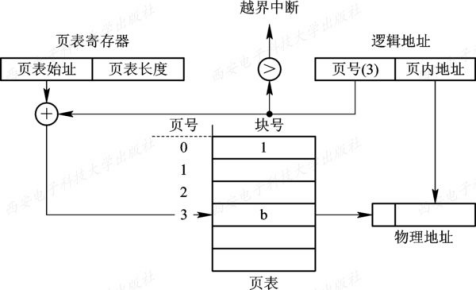 越界中断
页表寄存器
逻辑地址
页表始址 页表长度
>
页号(3) 页内地址
+
页号 块号
0 1
1
2
3 b
物理地址
页表
西安电子科技大学出版社